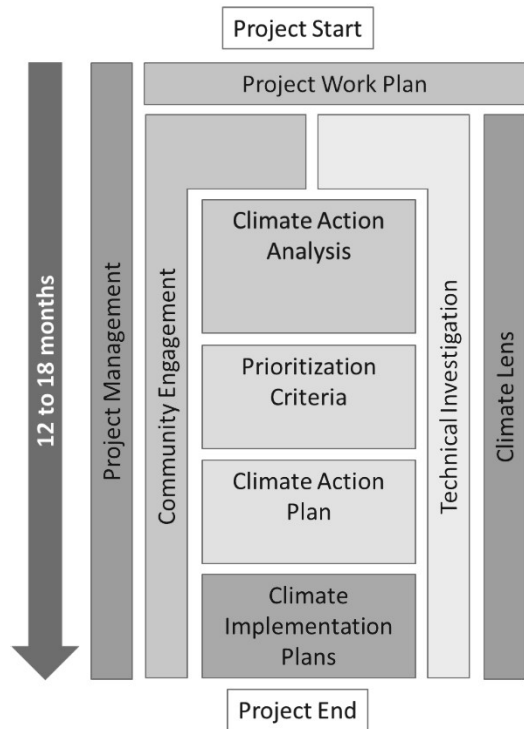 Project Start
Project Work Plan
12 to 18 months
Project Management
Community Engagement
Climate Action
Analysis
Prioritization
Criteria
Climate Action
Plan
Climate
Implementation
Plans
Technical Investigation
Climate Lens
Project End